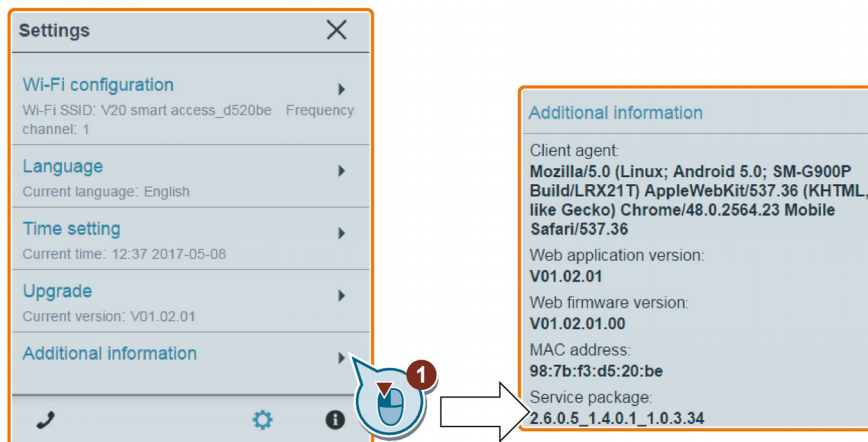 Settings
Wi-Fi configuration
Wi-Fi SSID: V20 smart access_d520be Frequency
channel: 1
Language
Current language: English
Time setting
Current time: 12:37 2017-05-08
Upgrade
Current version: V01.02.01
Additional information
1
Additional information
Client agent:
Mozilla/5.0 (Linux; Android 5.0; SM-G900P
Build/LRX21T) AppleWebKit/537.36 (KHTML,
like Gecko) Chrome/48.0.2564.23 Mobile
Safari/537.36
Web application version:
V01.02.01
Web firmware version:
V01.02.01.00
MAC address:
98:7b:f3:d5:20:be
Service package:
2.6.0.5_1.4.0.1_1.0.3.34